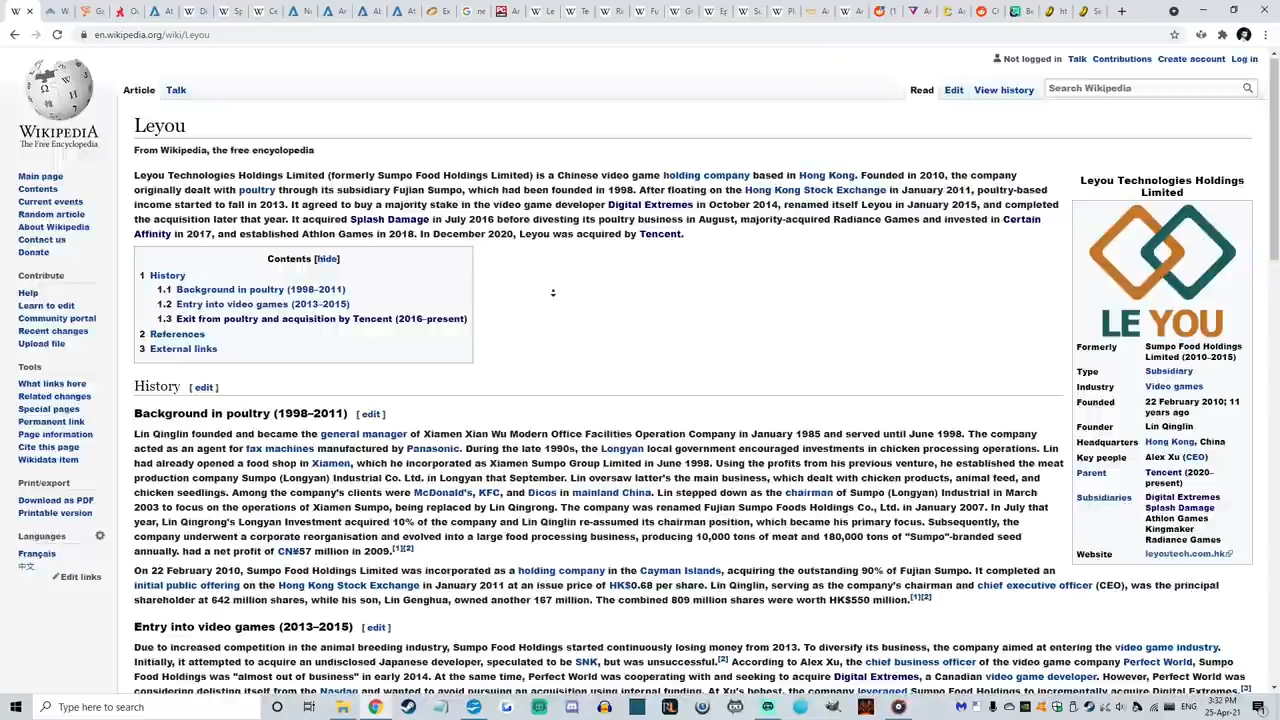 en.wikipedia.org/wiki/Leyou
Not logged in Talk Contributions Create account Log in
Article Talk
Read Edit View history
Search Wikipedia
WIKIPEDIA
The Free Encyclopedia
Main page
Contents
Current events
Random article
About Wikipedia
Contact us
Donate
Contribute
Help
Learn to edit
Community portal
Recent changes
Upload file
Tools
What links here
Related changes
Special pages
Permanent link
Page information
Cite this page
Wikidata item
Print/export
Download as PDF
Printable version
Languages
Français
中文
Edit links
Leyou
From Wikipedia, the free encyclopedia
Leyou Technologies Holdings Limited (formerly Sumpo Food Holdings Limited) is a Chinese video game holding company based in Hong Kong. Founded in 2010, the company
originally dealt with poultry through its subsidiary Fujian Sumpo, which had been founded in 1998. After floating on the Hong Kong Stock Exchange in January 2011, poultry-based
income started to fall in 2013. It agreed to buy a majority stake in the video game developer Digital Extremes in October 2014, renamed itself Leyou in January 2015, and completed
the acquisition later that year. It acquired Splash Damage in July 2016 before divesting its poultry business in August, majority-acquired Radiance Games and invested in Certain
Affinity in 2017, and established Athlon Games in 2018. In December 2020, Leyou was acquired by Tencent.
Contents [hide]
1 History
1.1 Background in poultry (1998–2011)
1.2 Entry into video games (2013–2015)
1.3 Exit from poultry and acquisition by Tencent (2016–present)
2 References
3 External links
Leyou Technologies Holdings
Limited
LE YOU
Formerly Sumpo Food Holdings
Limited (2010–2015)
Type Subsidiary
Industry Video games
Founded 22 February 2010; 11
years ago
Founder Lin Qinglin
Headquarters Hong Kong, China
Key people Alex Xu (CEO)
Parent Tencent (2020–
present)
Subsidiaries Digital Extremes
Splash Damage
Athlon Games
Kingmaker
Radiance Games
Website leyoutech.com.hk
History [ edit ]
Background in poultry (1998–2011) [ edit ]
Lin Qinglin founded and became the general manager of Xiamen Xian Wu Modern Office Facilities Operation Company in January 1985 and served until June 1998. The company
acted as an agent for fax machines manufactured by Panasonic. During the late 1990s, the Longyan local government encouraged investments in chicken processing operations. Lin
had already opened a food shop in Xiamen, which he incorporated as Xiamen Sumpo Group Limited in June 1998. Using the profits from his previous venture, he established the meat
production company Sumpo (Longyan) Industrial Co. Ltd. in Longyan that September. Lin oversaw latter's the main business, which dealt with chicken products, animal feed, and
chicken seedlings. Among the company's clients were McDonald's, KFC, and Dicos in mainland China. Lin stepped down as the chairman of Sumpo (Longyan) Industrial in March
2003 to focus on the operations of Xiamen Sumpo, being replaced by Lin Qingrong. The company was renamed Fujian Sumpo Foods Holdings Co., Ltd. in January 2007. In July that
year, Lin Qingrong's Longyan Investment acquired 10% of the company and Lin Qinglin re-assumed its chairman position, which became his primary focus. Subsequently, the
company underwent a corporate reorganisation and evolved into a large food processing business, producing 10,000 tons of meat and 180,000 tons of "Sumpo"-branded seed
annually. had a net profit of CN¥57 million in 2009.[1][2]
On 22 February 2010, Sumpo Food Holdings Limited was incorporated as a holding company in the Cayman Islands, acquiring the outstanding 90% of Fujian Sumpo. It completed an
initial public offering on the Hong Kong Stock Exchange in January 2011 at an issue price of HK$0.68 per share. Lin Qinglin, serving as the company's chairman and chief executive officer (CEO), was the principal
shareholder at 642 million shares, while his son, Lin Genghua, owned another 167 million. The combined 809 million shares were worth HK$550 million.[1][2]
Entry into video games (2013–2015) [ edit ]
Due to increased competition in the animal breeding industry, Sumpo Food Holdings started continuously losing money from 2013. To diversify its business, the company aimed at entering the video game industry.
Initially, it attempted to acquire an undisclosed Japanese developer, speculated to be SNK, but was unsuccessful.[2] According to Alex Xu, the chief business officer of the video game company Perfect World, Sumpo
Food Holdings was "almost out of business" in early 2014. At the same time, Perfect World was cooperating with and seeking to acquire Digital Extremes, a Canadian video game developer. However, Perfect World was
considering delisting itself from the Nasdaq and wanted to avoid pursuing an acquisition using internal funding. At Xu's behest, the company leveraged Sumpo Food Holdings to incrementally acquire Digital Extremes.[3]
Type here to search
3:32 PM
25-Apr-21